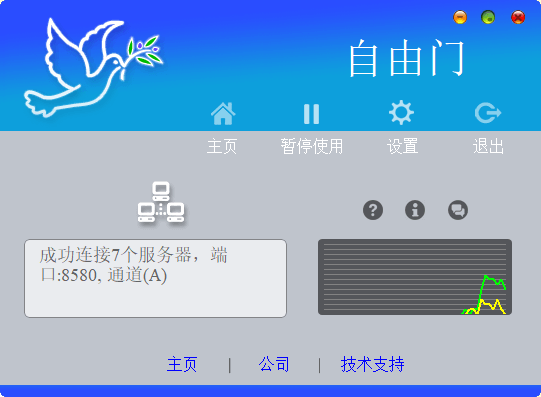 自由门
主页 暂停使用 设置 退出
成功连接7个服务器，端
口:8580, 通道(A)
主页 | 公司 | 技术支持